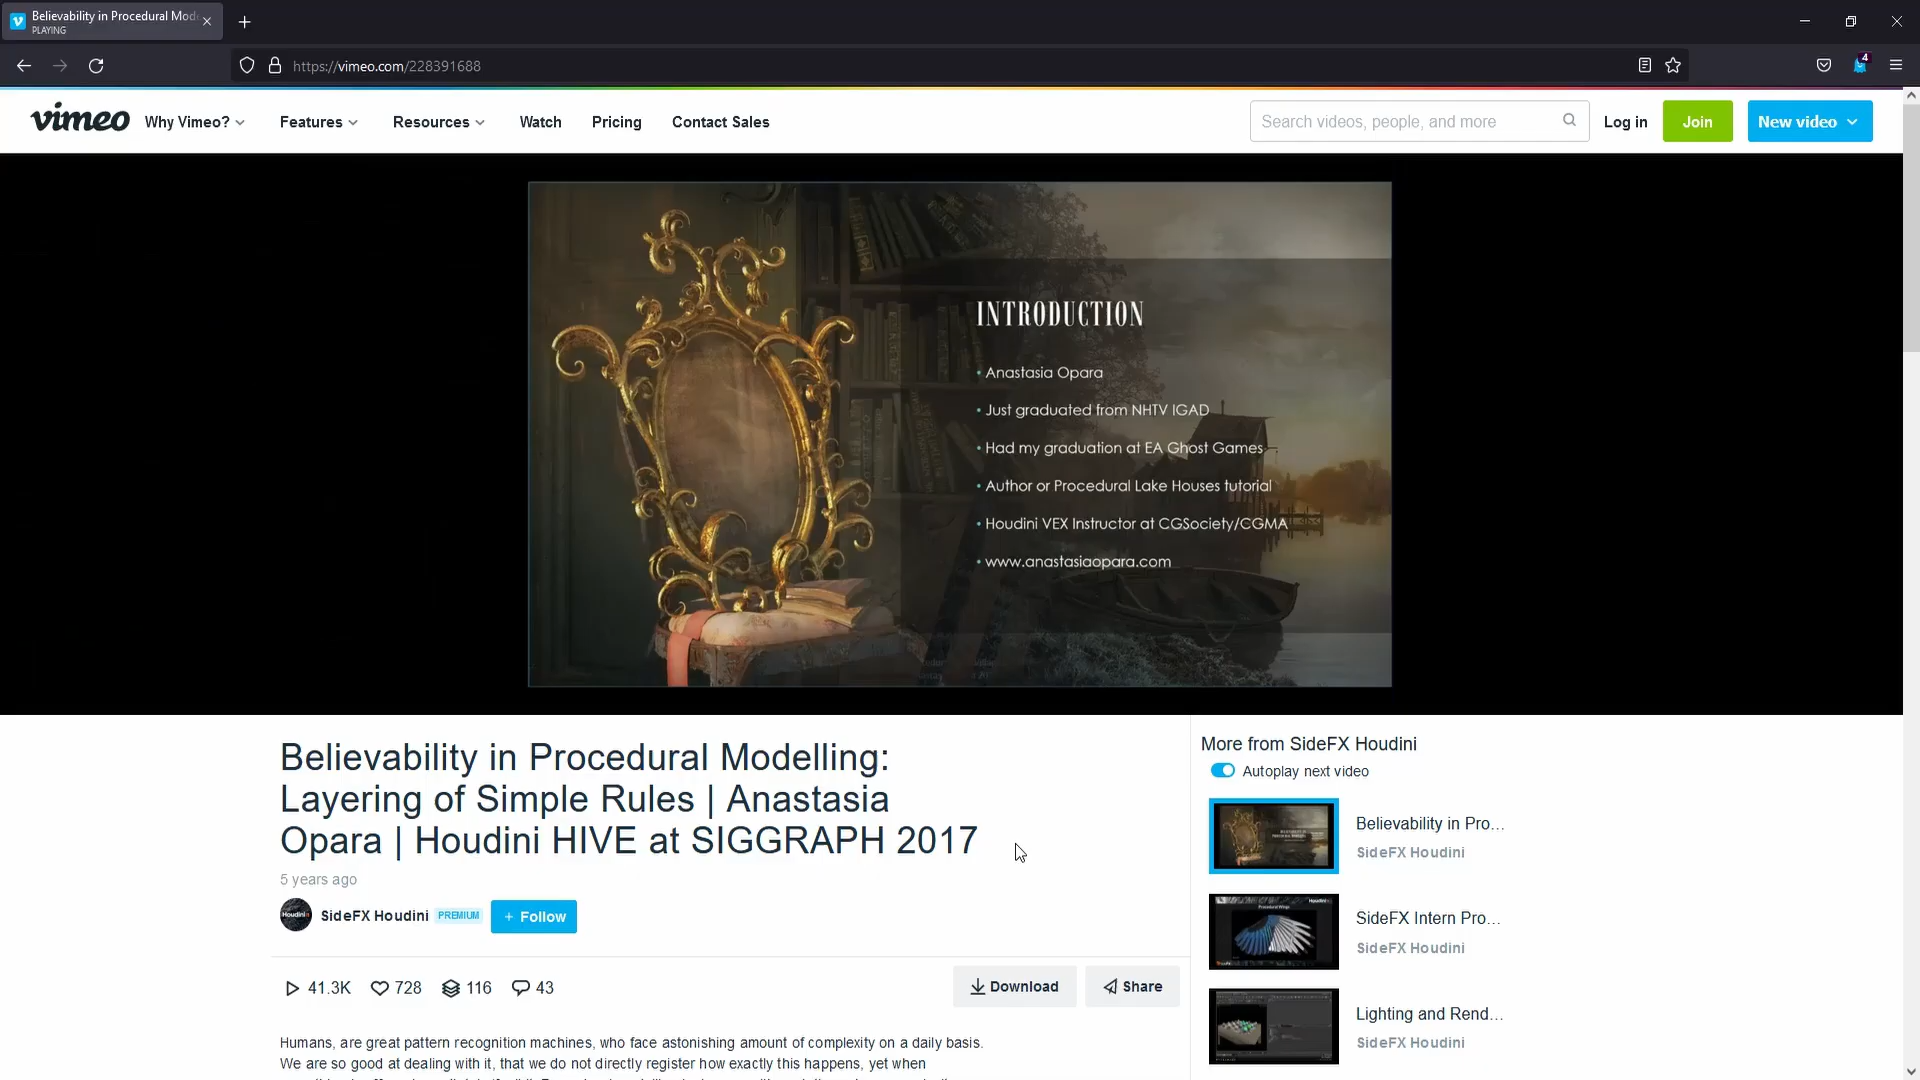 Believability in Procedural Mod
PLAYING
https://vimeo.com/228391688
4
vimeo
Why Vimeo?
Features
Resources
Watch
Pricing
Contact Sales
Search videos, people, and more
Log in
Join
New video
INTRODUCTION
• Anastasia Opara
• Just graduated from NHTV IGAD
• Had my graduation at EA Ghost Games
• Author or Procedural Lake Houses tutorial
• Houdini VEX Instructor at CGSociety/CGMA
• www.anastasiaopara.com
Believability in Procedural Modelling:
Layering of Simple Rules | Anastasia
Opara | Houdini HIVE at SIGGRAPH 2017
5 years ago
Houdini
SideFX Houdini PREMIUM + Follow
41.3K 728 116 43
Download
Share
Humans, are great pattern recognition machines, who face astonishing amount of complexity on a daily basis.
We are so good at dealing with it, that we do not directly register how exactly this happens, yet when
More from SideFX Houdini
Autoplay next video
Believability in Pro...
SideFX Houdini
SideFX Intern Pro...
SideFX Houdini
Lighting and Rend...
SideFX Houdini